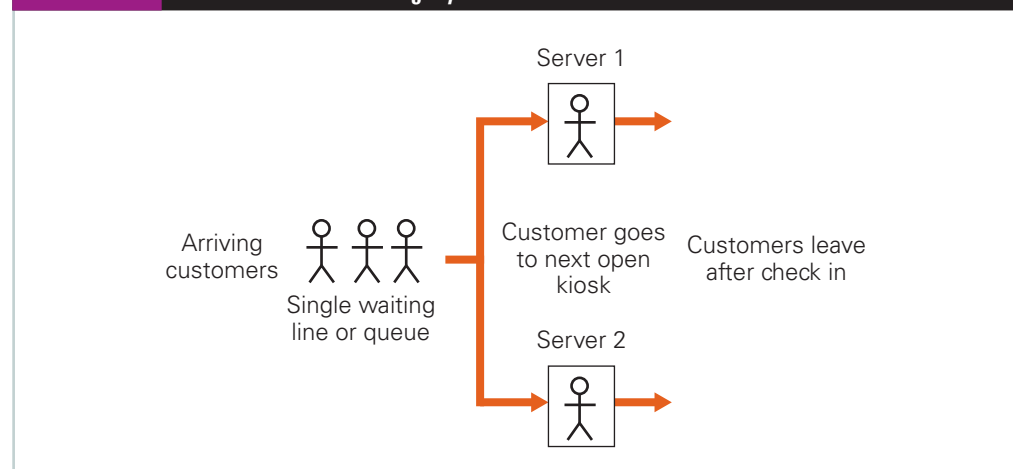 Server 1
Arriving
customers
Single waiting
line or queue
Customer goes
to next open
kiosk
Customers leave
after check in
Server 2